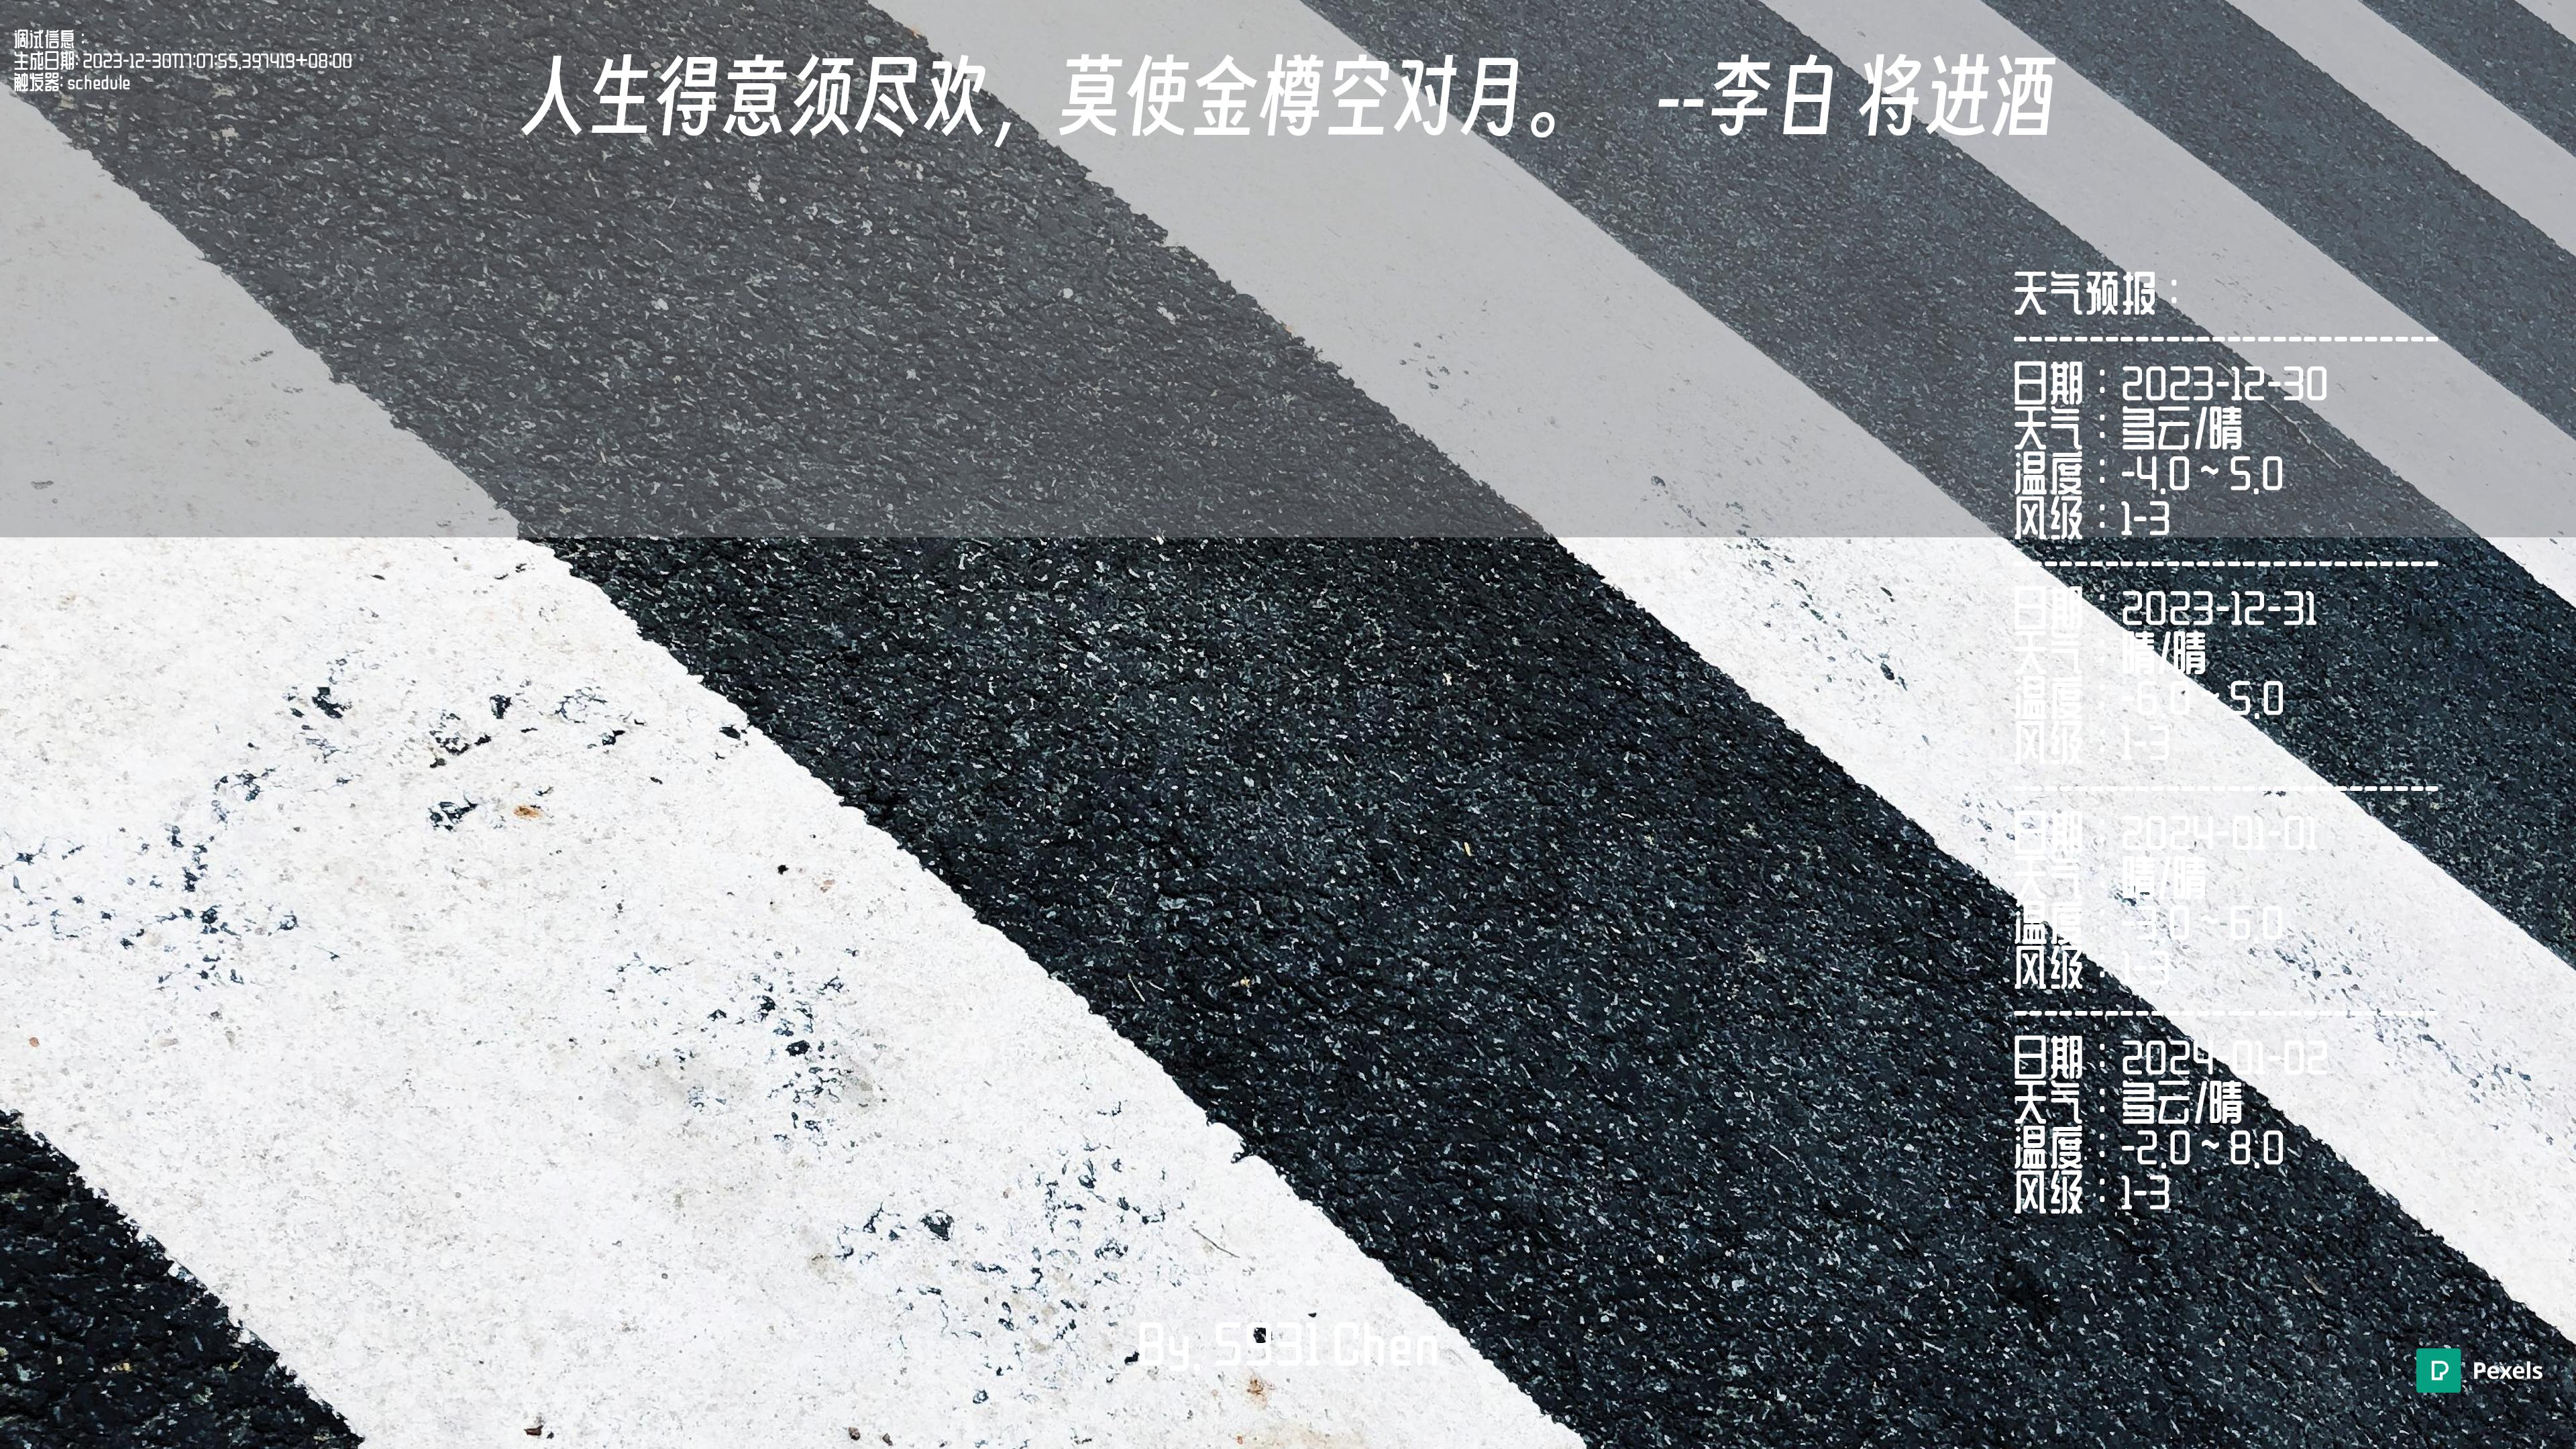 调试信息：
生成日期: 2023-12-30T17:07:55.397419+08:00
触发器: schedule
人生得意须尽欢，莫使金樽空对月。 --李白 将进酒
天气预报：
----------------------------
日期：2023-12-30
天气：多云/晴
温度：-4.0 ~ 5.0
风级：1-3
----------------------------
日期：2023-12-31
天气：晴/晴
温度：-6.0 ~ 5.0
风级：1-3
----------------------------
日期：2024-01-01
天气：晴/晴
温度：-3.0 ~ 6.0
风级：1-3
----------------------------
日期：2024-01-02
天气：多云/晴
温度：-2.0 ~ 8.0
风级：1-3
By. 5931 Chen
Pexels